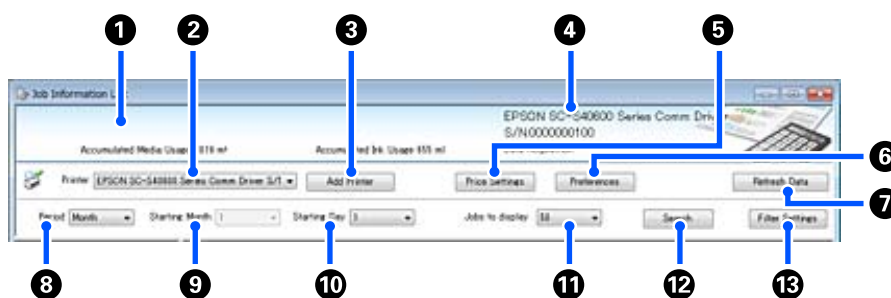 1 2 3 4 5
Job Information
EPSON SC-S40600 Series Comm Driver
S/N0000000100
Accumulated Media Usage
Accumulated Ink Usage
6
Printer EPSON SC-S40600 Series Comm Driver S/ Add Printer Price Settings Preferences Refresh Data
7
Period Month Starting Month 1 Starting Day Jobs to display 50 Search Filter Settings
8 9 10 11 12 13